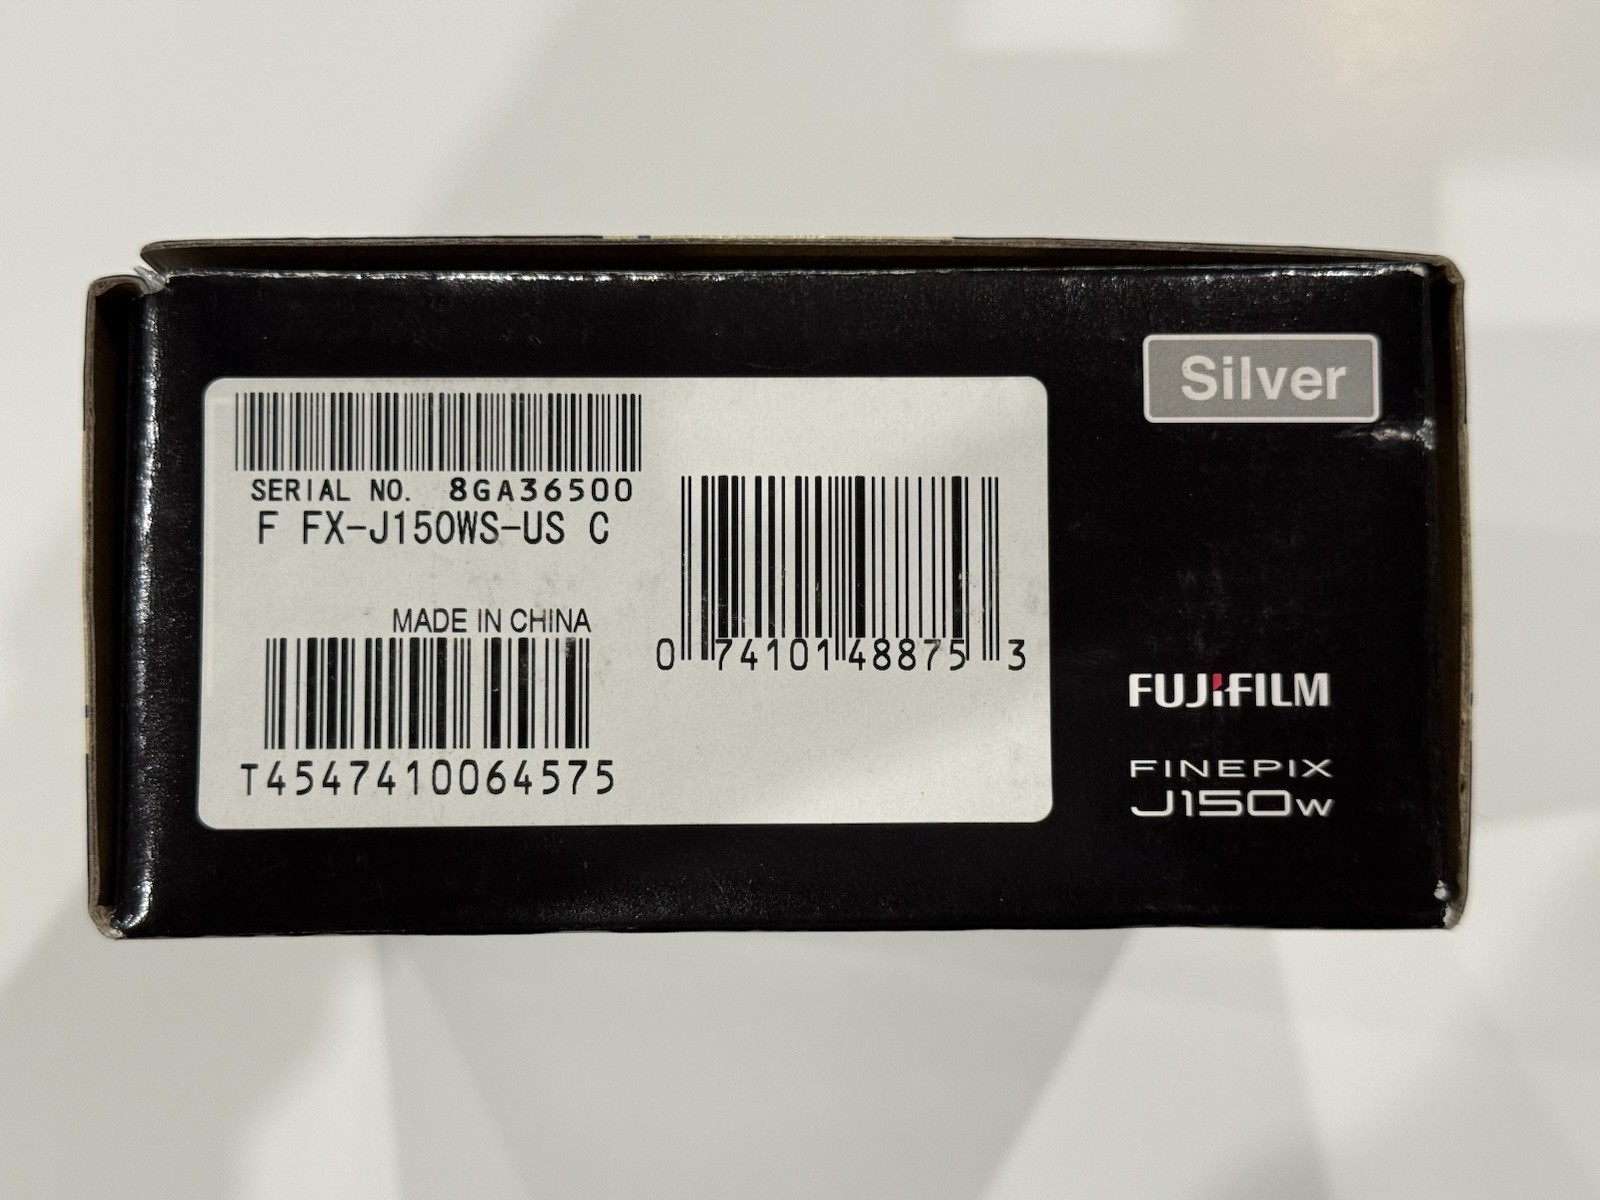 Silver
SERIAL NO. 8GA36500
F FX-J150WS-US C
MADE IN CHINA
T4547410064575
0 74101 48875 3
FUJIFILM
FINEPIX
J150w